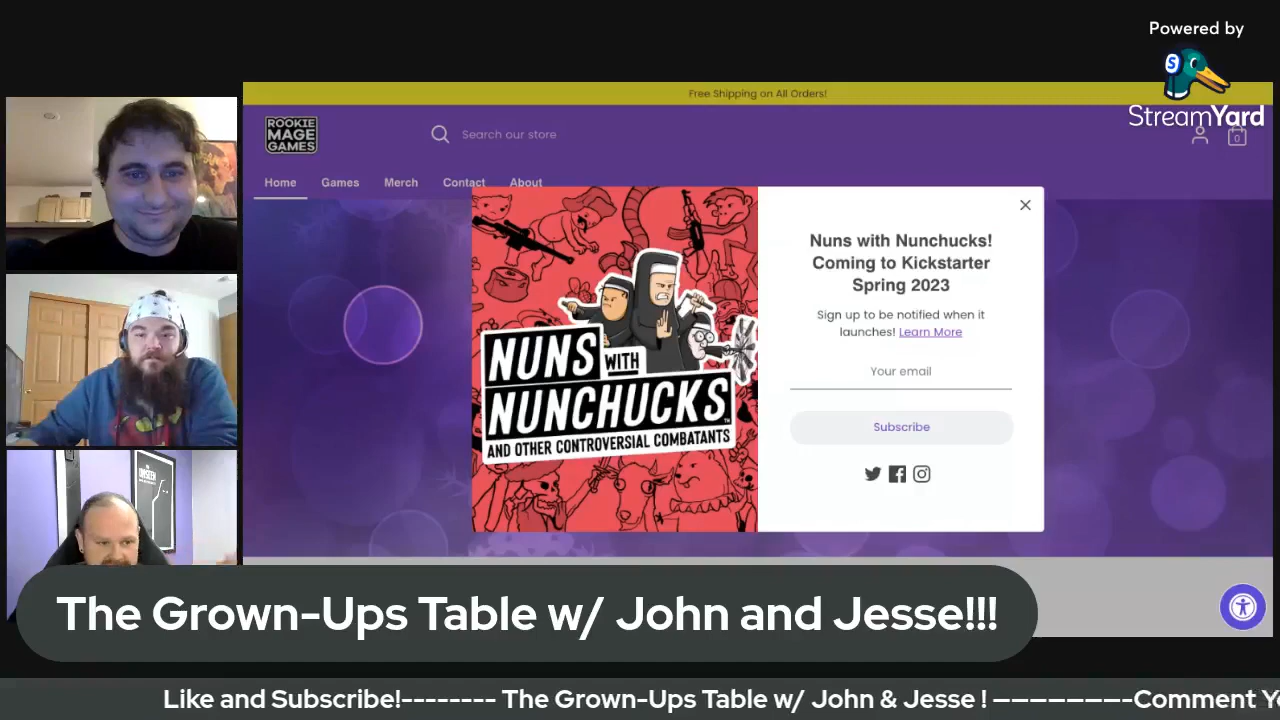 Powered by
StreamYard
Free Shipping on All Orders!
ROOKIE
MAGE
GAMES
Search our store
0
Home Games Merch Contact About
NUNS WITH
NUNCHUCKS
AND OTHER CONTROVERSIAL COMBATANTS
Nuns with Nunchucks!
Coming to Kickstarter
Spring 2023
Sign up to be notified when it
launches! Learn More
Your email
Subscribe
The Grown-Ups Table w/ John and Jesse!!!
Like and Subscribe!-------- The Grown-Ups Table w/ John & Jesse ! ————————-Comment Y